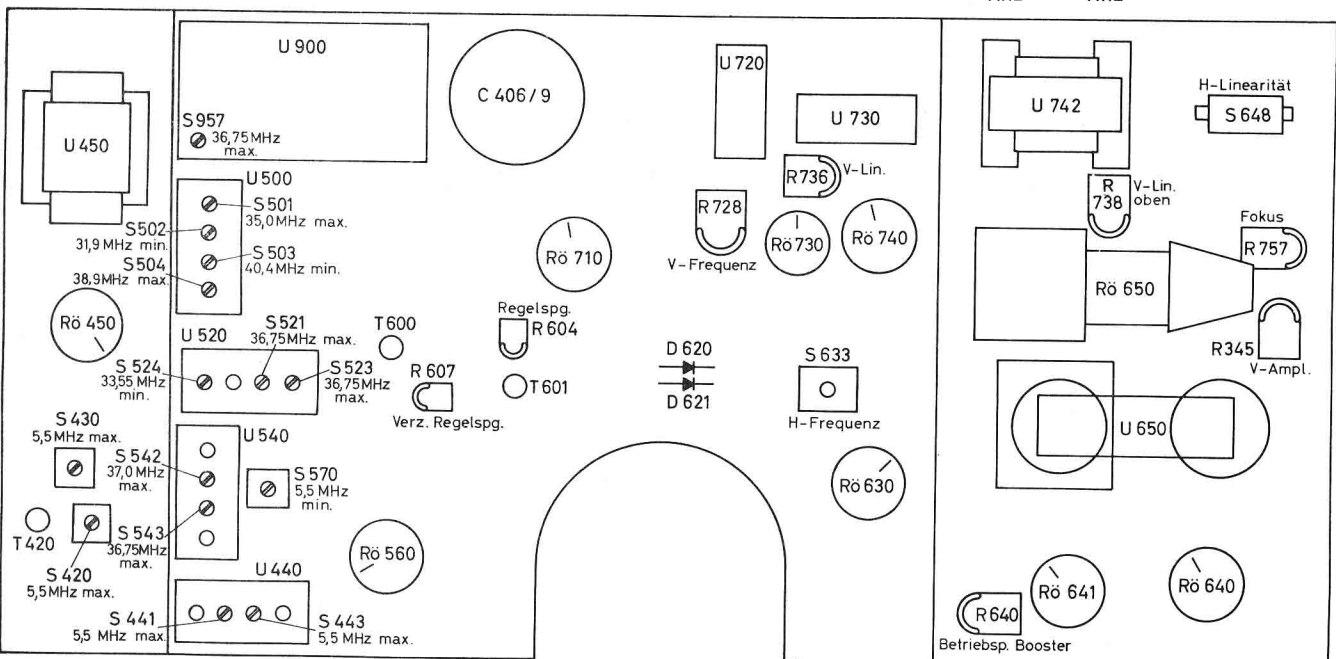 U 450
Rö 450
S 430
5,5 MHz max.
T 420
S 420
5,5 MHz max.
U 900
S 957
36,75 MHz
max.
U 500
S 501
35,0 MHz max.
S 502
31,9 MHz min.
S 503
40,4 MHz min.
S 504
38,9 MHz max.
U 520
S 521
36,75 MHz max.
S 524
33,55 MHz
min.
S 523
36,75 MHz
max.
U 540
S 542
37,0 MHz
max.
S 543
36,75 MHz
max.
S 570
5,5 MHz
min.
U 440
S 441
5,5 MHz max.
S 443
5,5 MHz max.
C 406/9
Rö 710
T 600
Regelspg.
R 604
R 607
Verz. Regelspg.
T 601
Rö 560
U 720
U 730
R 736
V-Lin.
R 728
V-Frequenz
Rö 730
Rö 740
D 620
D 621
S 633
H-Frequenz
Rö 630
U 742
H-Linearität
S 648
R
738
V-Lin.
oben
Fokus
R 757
Rö 650
R 345
V-Ampl.
U 650
Rö 641
Rö 640
R 640
Betriebsp. Booster